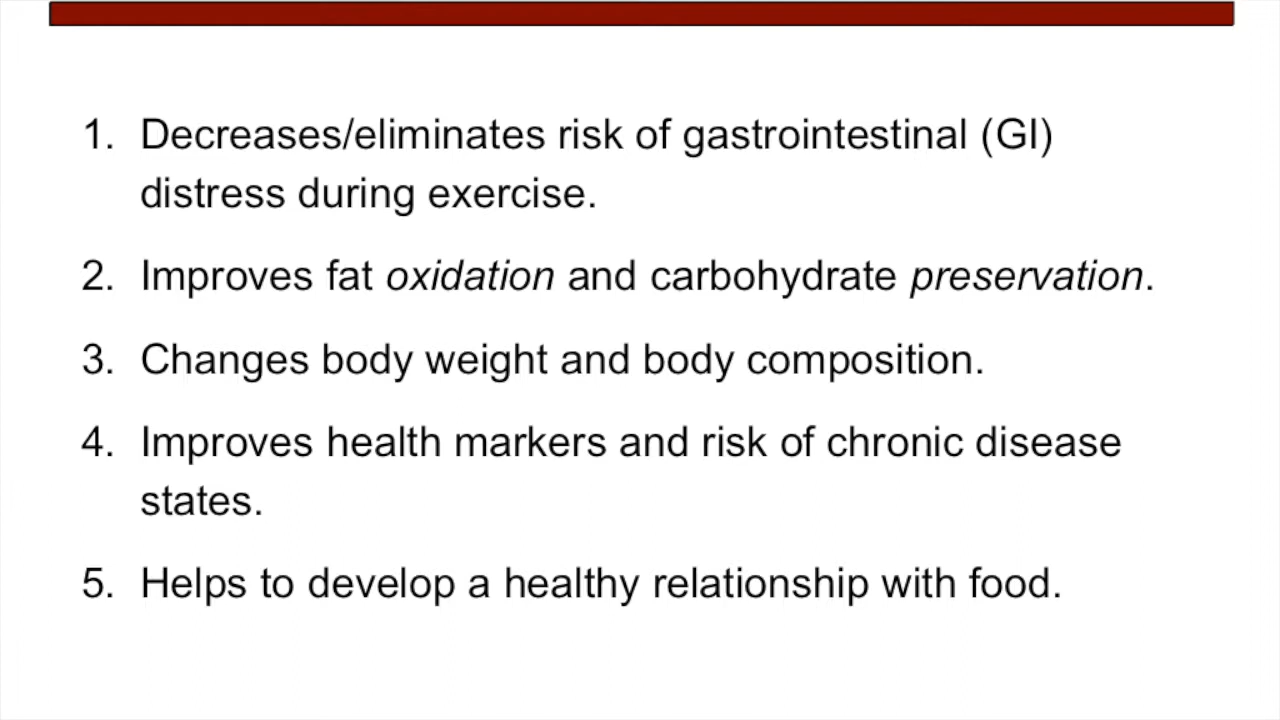 1. Decreases/eliminates risk of gastrointestinal (GI)
distress during exercise.
2. Improves fat oxidation and carbohydrate preservation.
3. Changes body weight and body composition.
4. Improves health markers and risk of chronic disease
states.
5. Helps to develop a healthy relationship with food.